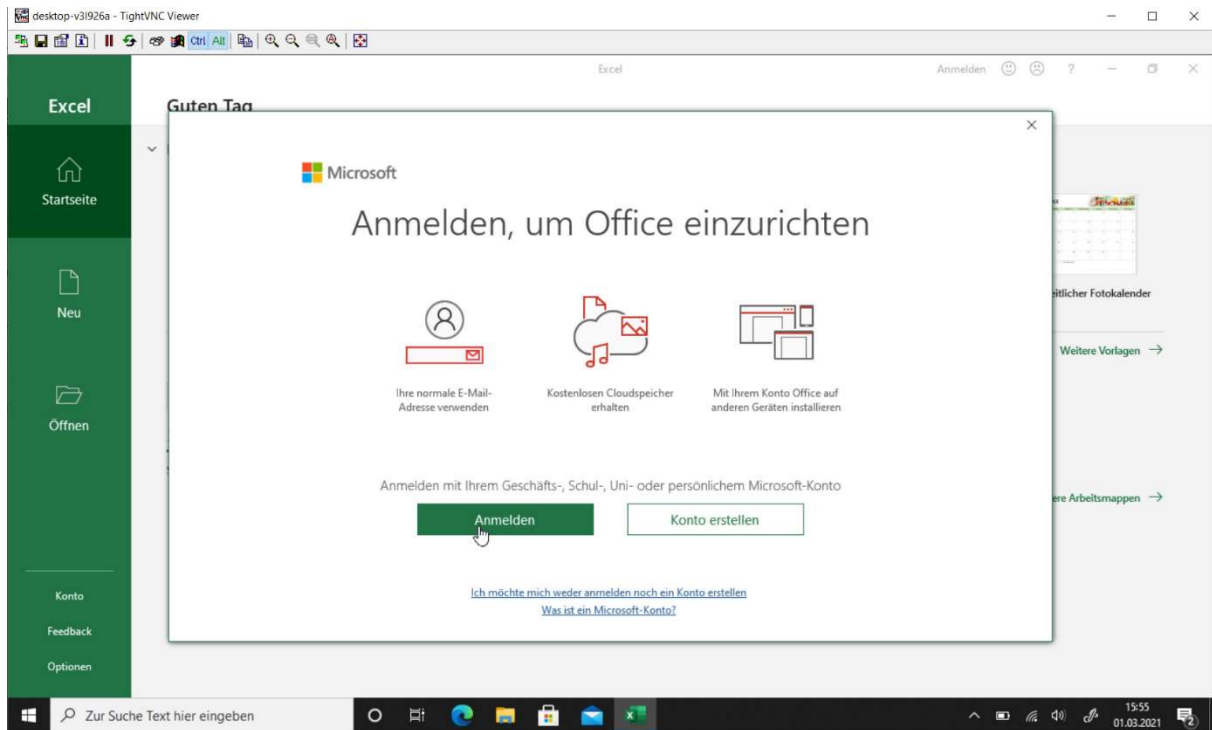 desktop-v3l926a - TightVNC Viewer
Ctrl Alt
Excel
Anmelden
?
Excel
Guten Tag
Startseite
Neu
Öffnen
Konto
Feedback
Optionen
Microsoft
Anmelden, um Office einzurichten
Ihre normale E-Mail-
Adresse verwenden
Kostenlosen Cloudspeicher
erhalten
Mit Ihrem Konto Office auf
anderen Geräten installieren
Anmelden mit Ihrem Geschäfts-, Schul-, Uni- oder persönlichem Microsoft-Konto
Anmelden
Konto erstellen
Ich möchte mich weder anmelden noch ein Konto erstellen
Was ist ein Microsoft-Konto?
Fotokalender
Weitere Vorlagen
Arbeitsmappen
Zur Suche Text hier eingeben
15:55
01.03.2021
2